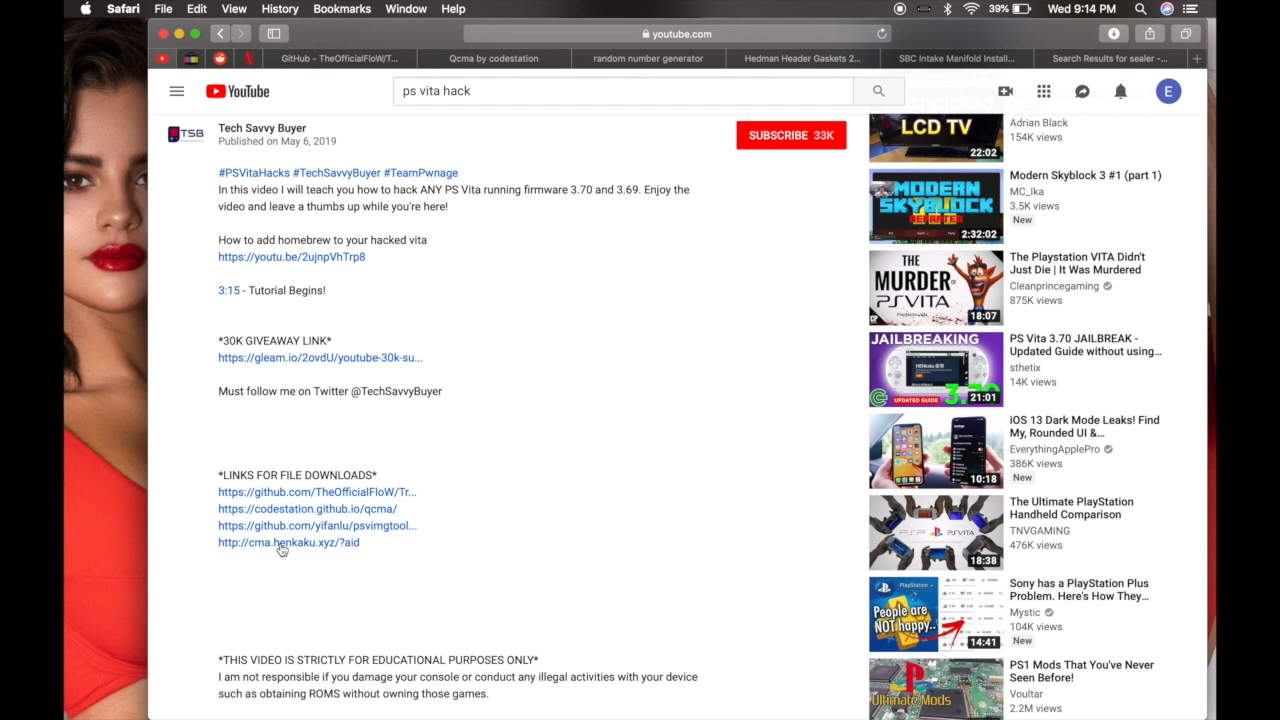 Safari File Edit View History Bookmarks Window Help
39% Wed 9:14 PM
youtube.com
GitHub - TheOfficialFloW/T...
Qcma by codestation
random number generator
Hedman Header Gaskets 2...
SBC Intake Manifold Install...
Search Results for sealer -...
YouTube
ps vita hack
E
TSB
Tech Savvy Buyer
Published on May 6, 2019
SUBSCRIBE 33K
#PSVitaHacks #TechSavvyBuyer #TeamPwnage
In this video I will teach you how to hack ANY PS Vita running firmware 3.70 and 3.69. Enjoy the
video and leave a thumbs up while you're here!
How to add homebrew to your hacked vita
https://youtu.be/2ujnpVhTrp8
3:15 - Tutorial Begins!
*30K GIVEAWAY LINK*
https://gleam.io/2ovdU/youtube-30k-su...
Must follow me on Twitter @TechSavvyBuyer
*LINKS FOR FILE DOWNLOADS*
https://github.com/TheOfficialFloW/Tr...
https://codestation.github.io/qcma/
https://github.com/yifanlu/psvimgtool...
http://cma.henkaku.xyz/?aid
*THIS VIDEO IS STRICTLY FOR EDUCATIONAL PURPOSES ONLY*
I am not responsible if you damage your console or conduct any illegal activities with your device
such as obtaining ROMS without owning those games.
LCD TV
22:02
Adrian Black
154K views
MODERN
SKYBLOCK
2:32:02
Modern Skyblock 3 #1 (part 1)
MC_Ika
3.5K views
New
THE
MURDER
OF
PSVITA
18:07
The Playstation VITA Didn't
Just Die | It Was Murdered
Cleanprincegaming
875K views
JAILBREAKING
UPDATED GUIDE
3.70
21:01
PS Vita 3.70 JAILBREAK -
Updated Guide without using...
sthetix
14K views
10:18
iOS 13 Dark Mode Leaks! Find
My, Rounded UI &...
EverythingApplePro
386K views
New
18:38
The Ultimate PlayStation
Handheld Comparison
TNVGAMING
476K views
PlayStation
People are
NOT happy..
14:41
Sony has a PlayStation Plus
Problem. Here's How They...
Mystic
104K views
New
Ultimate Mods
PS1 Mods That You've Never
Seen Before!
Voultar
2.2M views